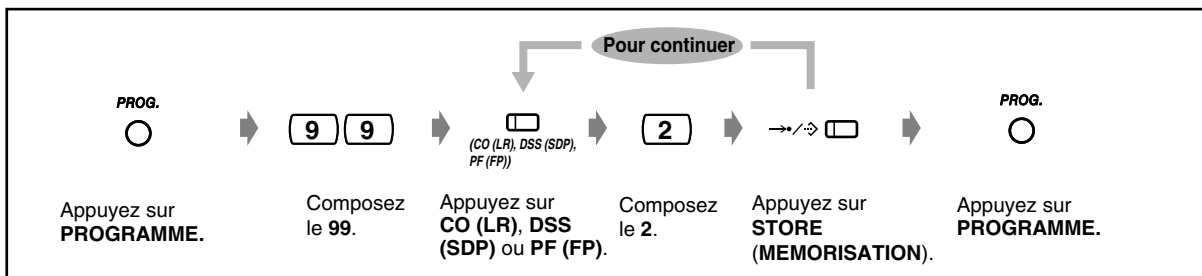 Pour continuer
PROG.
9 9
(CO (LR), DSS (SDP),
PF (FP))
2
PROG.
Appuyez sur
PROGRAMME.
Composez
le 99.
Appuyez sur
CO (LR), DSS
(SDP) ou PF (FP).
Composez
le 2.
Appuyez sur
STORE
(MEMORISATION).
Appuyez sur
PROGRAMME.